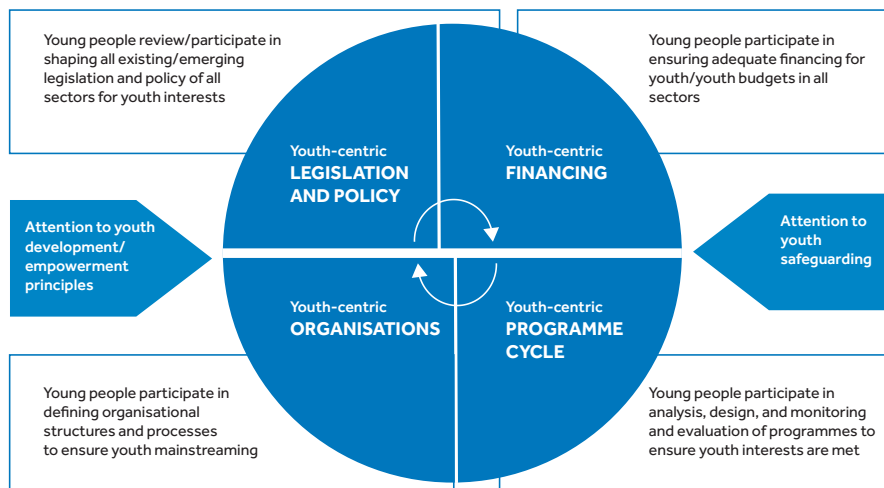 Young people review/participate in
shaping all existing/emerging
legislation and policy of all
sectors for youth interests
Young people participate in
ensuring adequate financing for
youth/youth budgets in all
sectors
Youth-centric
LEGISLATION
AND POLICY
Youth-centric
FINANCING
Attention to youth
development/
empowerment
principles
Attention to
youth
safeguarding
Youth-centric
ORGANISATIONS
Youth-centric
PROGRAMME
CYCLE
Young people participate in
defining organisational
structures and processes
to ensure youth mainstreaming
Young people participate in
analysis, design, and monitoring
and evaluation of programmes to
ensure youth interests are met